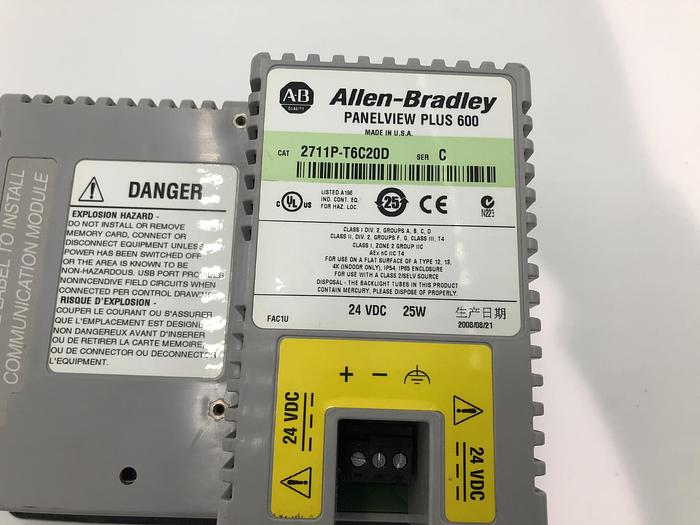 AB
QUALITY
Allen-Bradley
PANELVIEW PLUS 600
MADE IN U.S.A.
CAT 2711P-T6C20D SER C
C UL US
LISTED A196
IND. CONT. EQ.
FOR HAZ. LOC.
25
CE
N223
CLASS I DIV. 2, GROUPS A, B, C, D
CLASS II, DIV. 2, GROUPS F, G, CLASS III, T4
CLASS I, ZONE 2 GROUP IIC
AEx nC IIC T4
FOR USE ON A FLAT SURFACE OF A TYPE 12, 13,
4X (INDOOR ONLY), IP54, IP65 ENCLOSURE
FOR USE WITH A CLASS 2/SELV SOURCE
DISPOSAL - THE BACKLIGHT TUBES IN THIS PRODUCT
CONTAIN MERCURY, PLEASE DISPOSE OF PROPERLY.
FAC1U 24 VDC 25W 生产日期
2008/08/21
+ −
24 VDC
24 VDC
LABEL TO INSTALL
COMMUNICATION MODULE
DANGER
EXPLOSION HAZARD -
DO NOT INSTALL OR REMOVE
MEMORY CARD, CONNECT OR
DISCONNECT EQUIPMENT UNLESS
POWER HAS BEEN SWITCHED OFF
OR THE AREA IS KNOWN TO BE
NON-HAZARDOUS. USB PORT
NONINCENDIVE FIELD CIRCUITS WHEN
CONNECTED PER CONTROL
RISQUE D'EXPLOSION -
COUPER LE COURANT OU S'ASSURER
QUE L'EMPLACEMENT EST DESIGNE
NON DANGEREUX AVANT D'INSERER
OU DE RETIRER LA CARTE MEMOIRE
OU DE CONNECTOR OU DECONNECTOR
L'EQUIPMENT.